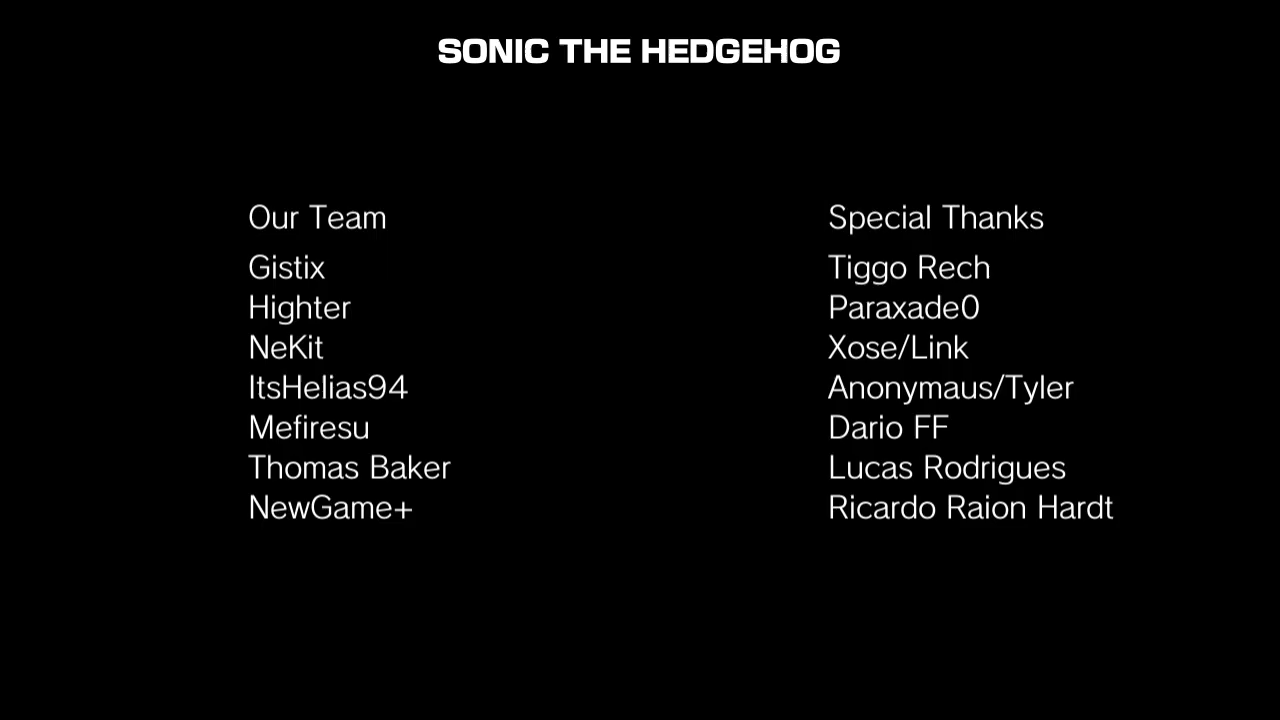 SONIC THE HEDGEHOG
Our Team
Gistix
Highter
NeKit
ItsHelias94
Mefiresu
Thomas Baker
NewGame+
Special Thanks
Tiggo Rech
Paraxade0
Xose/Link
Anonymaus/Tyler
Dario FF
Lucas Rodrigues
Ricardo Raion Hardt